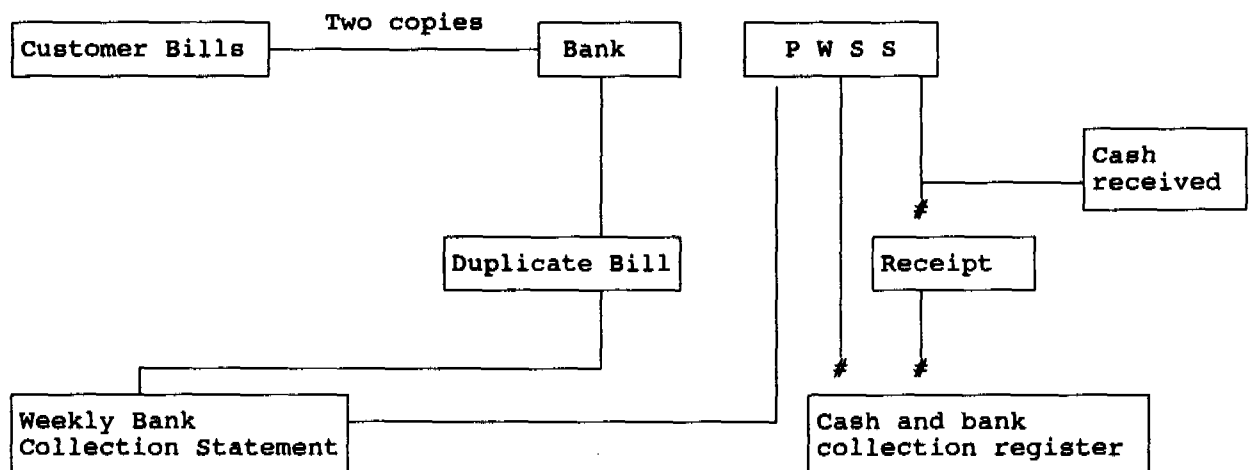 Two copies
Customer Bills
Bank
P W S S
Cash
received
#
Duplicate Bill
Receipt
# #
Weekly Bank
Collection Statement
Cash and bank
collection register